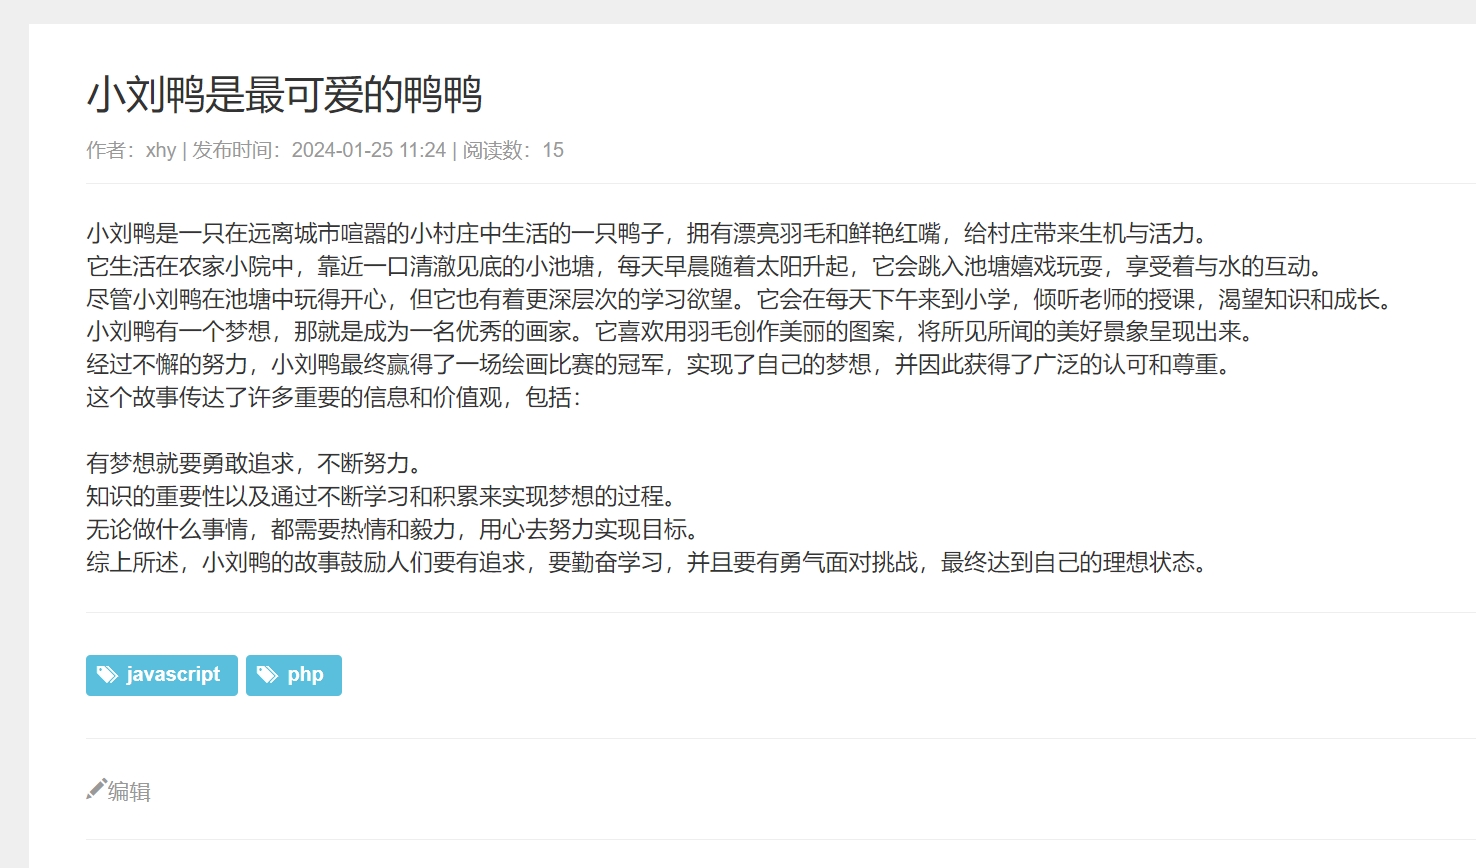 小刘鸭是最可爱的鸭鸭
作者：xhy | 发布时间：2024-01-25 11:24 | 阅读数：15
小刘鸭是一只在远离城市喧嚣的小村庄中生活的一只鸭子，拥有漂亮羽毛和鲜艳红嘴，给村庄带来生机与活力。
它生活在农家小院中，靠近一口清澈见底的小池塘，每天早晨随着太阳升起，它会跳入池塘嬉戏玩耍，享受着与水的互动。
尽管小刘鸭在池塘中玩得开心，但它也有着更深层次的学习欲望。它会在每天下午来到小学，倾听老师的授课，渴望知识和成长。
小刘鸭有一个梦想，那就是成为一名优秀的画家。它喜欢用羽毛创作美丽的图案，将所见所闻的美好景象呈现出来。
经过不懈的努力，小刘鸭最终赢得了一场绘画比赛的冠军，实现了自己的梦想，并因此获得了广泛的认可和尊重。
这个故事传达了许多重要的信息和价值观，包括：
有梦想就要勇敢追求，不断努力。
知识的重要性以及通过不断学习和积累来实现梦想的过程。
无论做什么事情，都需要热情和毅力，用心去努力实现目标。
综上所述，小刘鸭的故事鼓励人们要有追求，要勤奋学习，并且要有勇气面对挑战，最终达到自己的理想状态。
javascript php
编辑